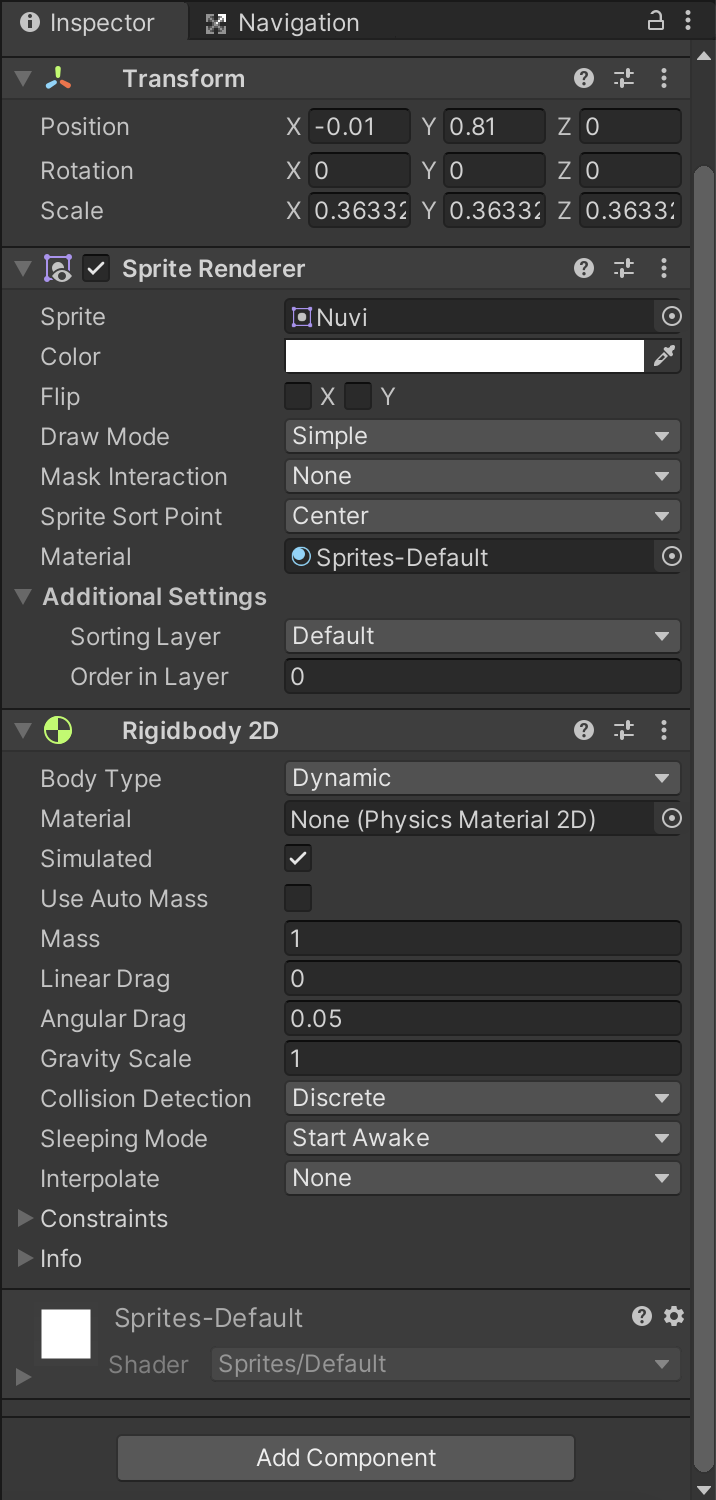 Inspector Navigation
Transform
Position X -0.01 Y 0.81 Z 0
Rotation X 0 Y 0 Z 0
Scale X 0.36332 Y 0.36332 Z 0.36332
Sprite Renderer
Sprite Nuvi
Color
Flip X Y
Draw Mode Simple
Mask Interaction None
Sprite Sort Point Center
Material Sprites-Default
Additional Settings
Sorting Layer Default
Order in Layer 0
Rigidbody 2D
Body Type Dynamic
Material None (Physics Material 2D)
Simulated
Use Auto Mass
Mass 1
Linear Drag 0
Angular Drag 0.05
Gravity Scale 1
Collision Detection Discrete
Sleeping Mode Start Awake
Interpolate None
Constraints
Info
Sprites-Default
Shader Sprites/Default
Add Component